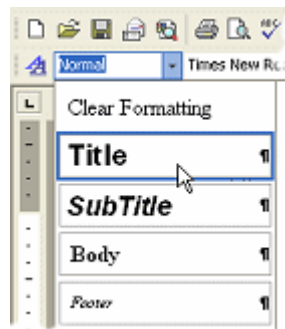 Normal Times New Ro
Clear Formatting
Title ¶
SubTitle ¶
Body ¶
Footer ¶